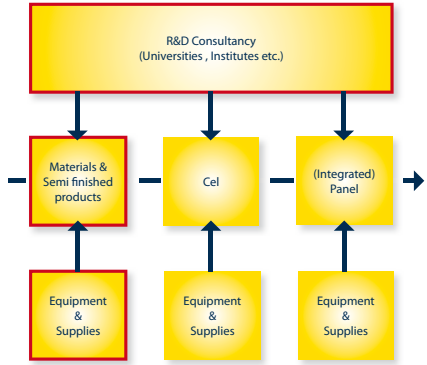 R&D Consultancy
(Universities , Institutes etc.)
Materials &
Semi finished
products
Cel
(Integrated)
Panel
Equipment
&
Supplies
Equipment
&
Supplies
Equipment
&
Supplies